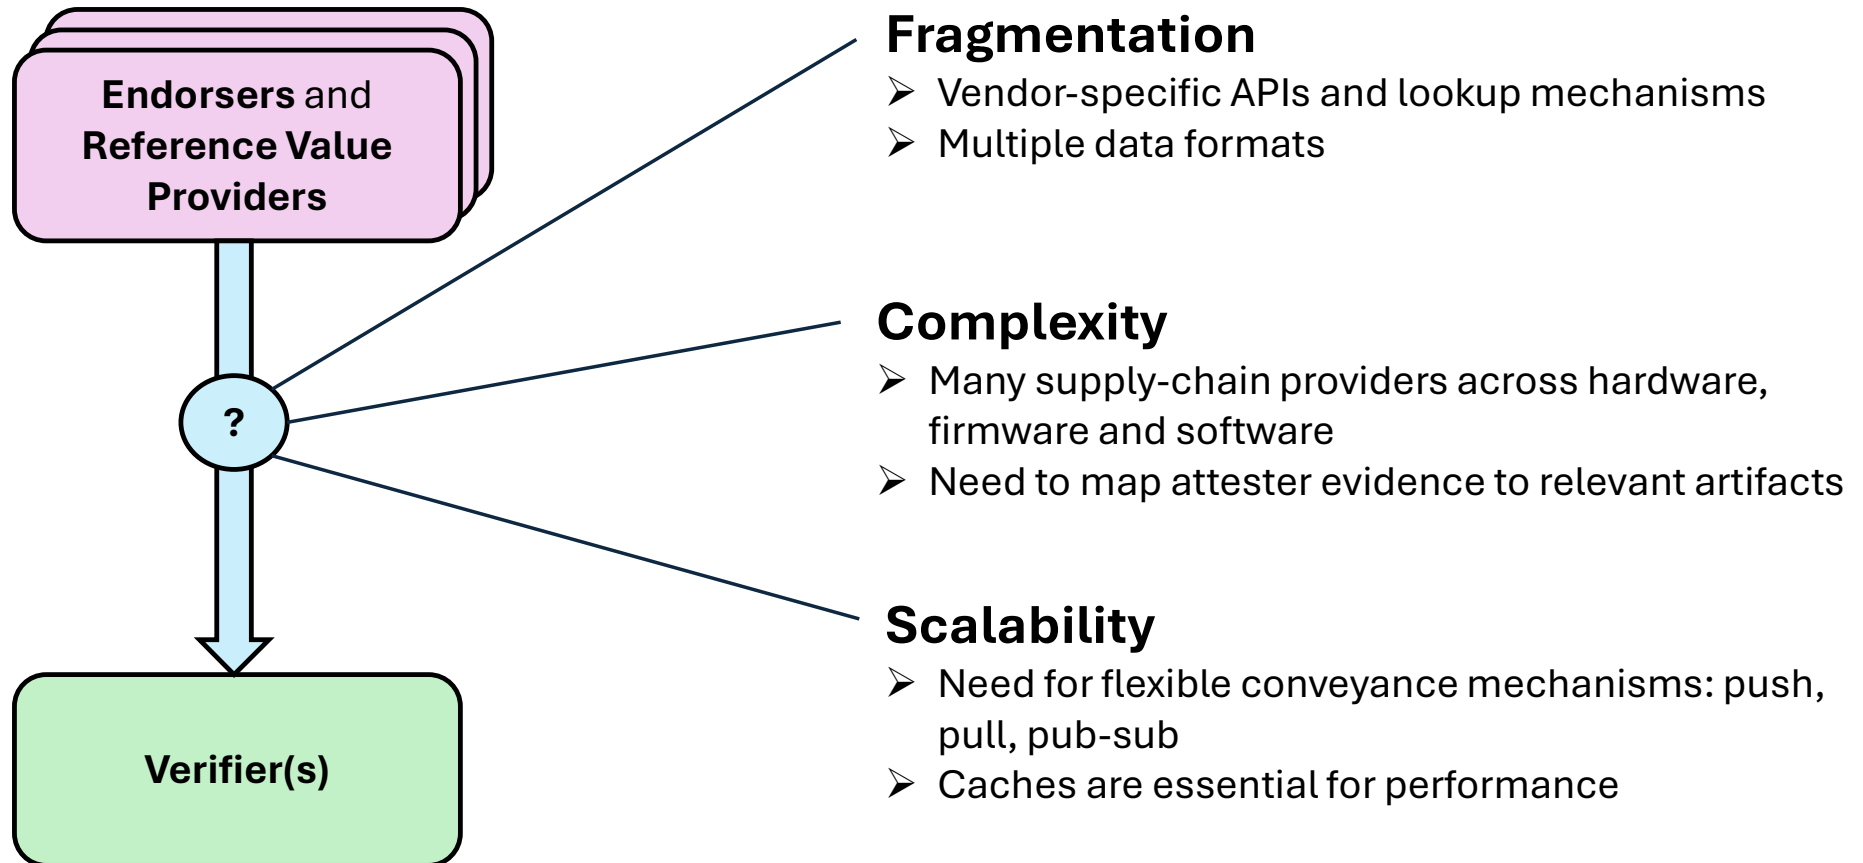 Endorsers and
Reference Value
Providers
?
Verifier(s)
Fragmentation
➢ Vendor-specific APIs and lookup mechanisms
➢ Multiple data formats
Complexity
➢ Many supply-chain providers across hardware,
firmware and software
➢ Need to map attester evidence to relevant artifacts
Scalability
➢ Need for flexible conveyance mechanisms: push,
pull, pub-sub
➢ Caches are essential for performance